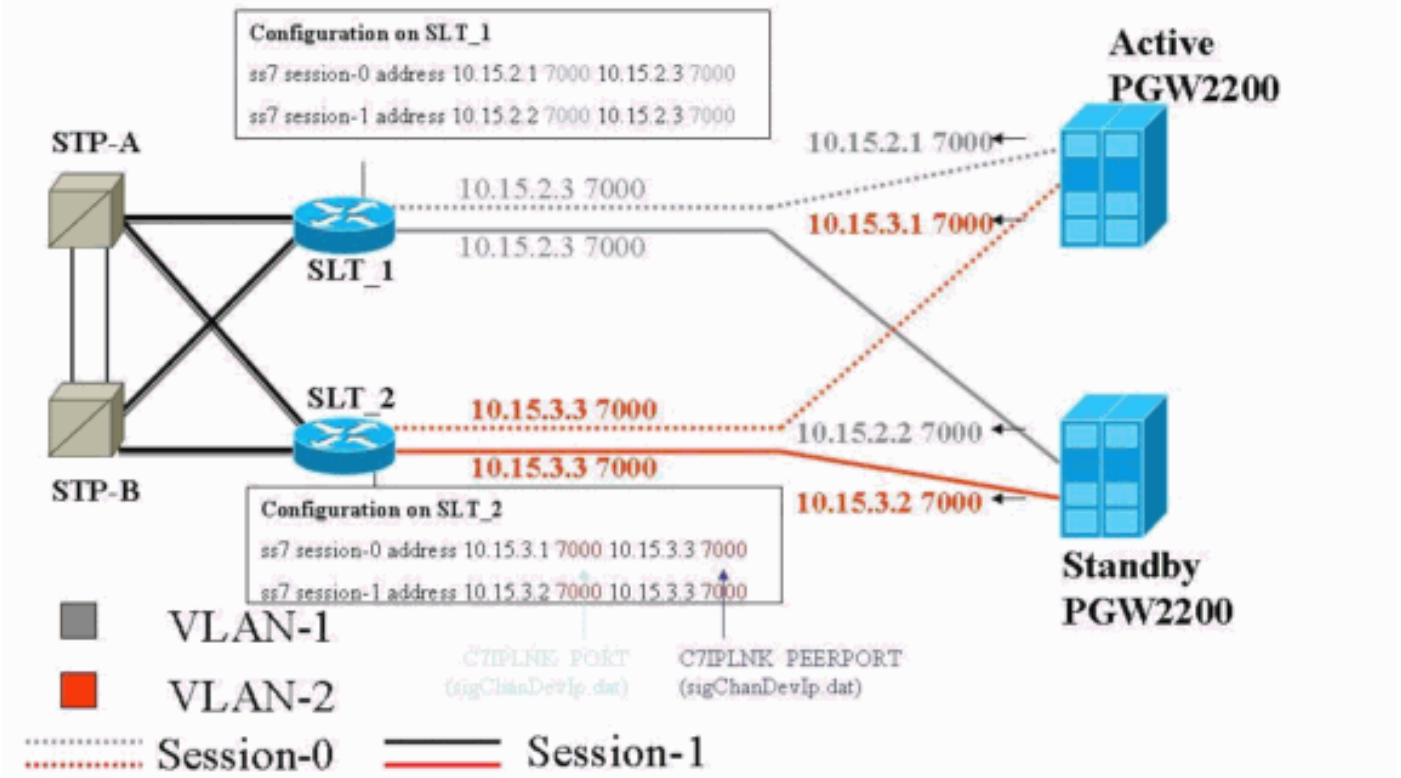 Configuration on SLT_1
ss7 session-0 address 10.15.2.1 7000 10.15.2.3 7000
ss7 session-1 address 10.15.2.2 7000 10.15.2.3 7000
Active
PGW2200
STP-A
10.15.2.1 7000
10.15.2.3 7000
10.15.3.1 7000
10.15.2.3 7000
SLT_1
SLT_2
10.15.3.3 7000
10.15.2.2 7000
10.15.3.3 7000
STP-B
10.15.3.2 7000
Configuration on SLT_2
ss7 session-0 address 10.15.3.1 7000 10.15.3.3 7000
ss7 session-1 address 10.15.3.2 7000 10.15.3.3 7000
Standby
PGW2200
VLAN-1
C7IPLNK PORT
(sigChanDevIp.dat)
C7IPLNK PEERPORT
(sigChanDevIp.dat)
VLAN-2
Session-0
Session-1